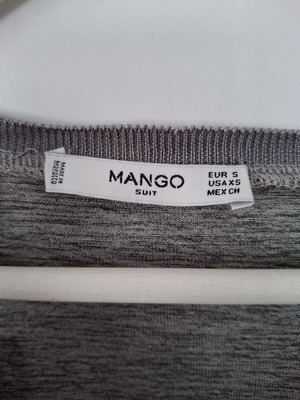 MADE IN
MOROCCO
MANGO
SUIT
EUR S
USA XS
MEX CH